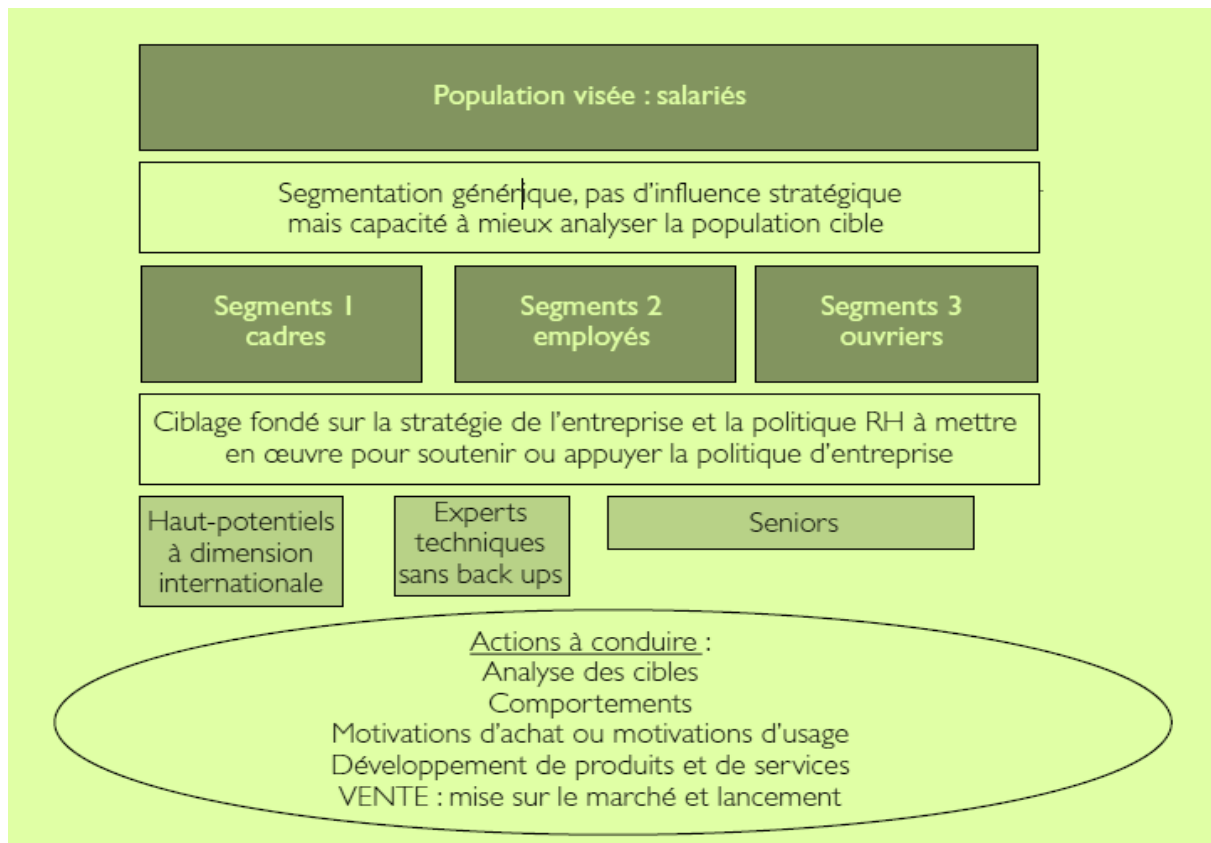 Population visée : salariés
Segmentation générique, pas d’influence stratégique
mais capacité à mieux analyser la population cible
Segments 1
cadres
Segments 2
employés
Segments 3
ouvriers
Ciblage fondé sur la stratégie de l’entreprise et la politique RH à mettre
en œuvre pour soutenir ou appuyer la politique d’entreprise
Haut-potentiels
à dimension
internationale
Experts
techniques
sans back ups
Seniors
Actions à conduire :
Analyse des cibles
Comportements
Motivations d’achat ou motivations d’usage
Développement de produits et de services
VENTE : mise sur le marché et lancement